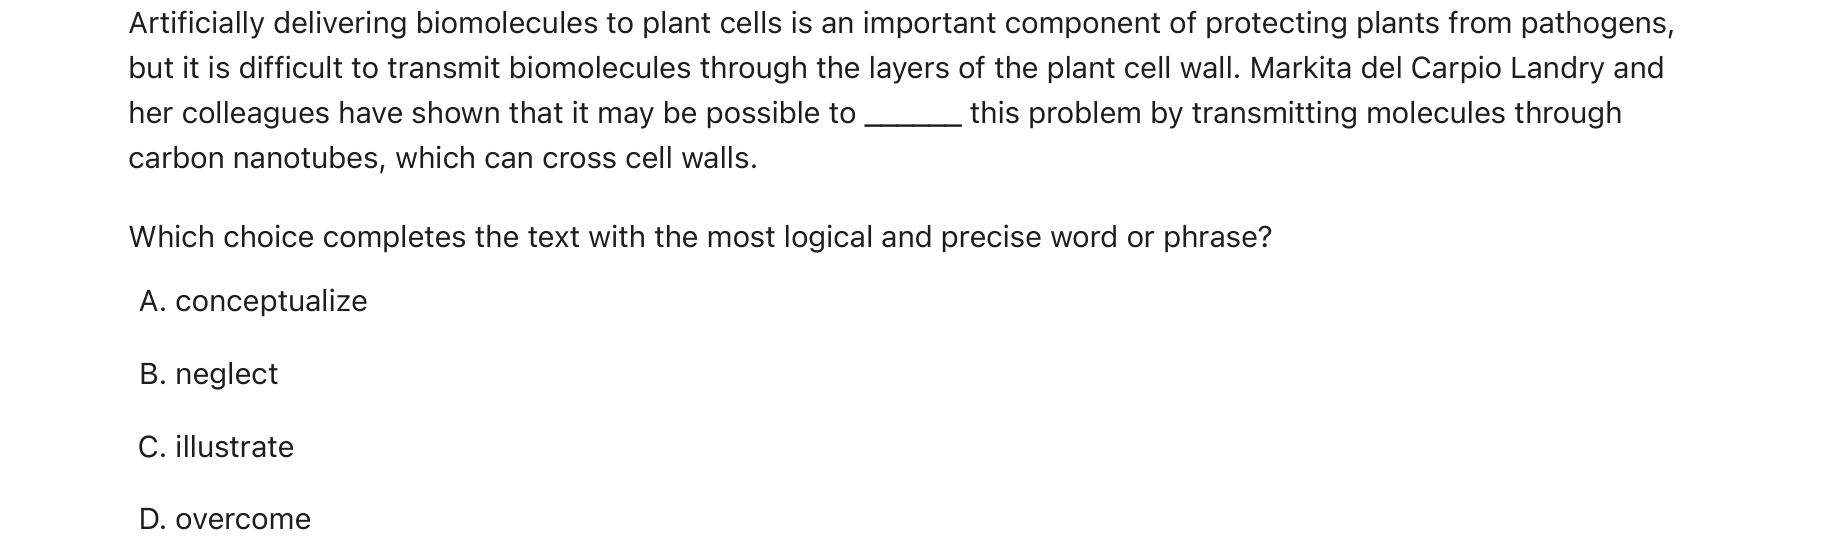 Artificially delivering biomolecules to plant cells is an important component of protecting plants from pathogens,
but it is difficult to transmit biomolecules through the layers of the plant cell wall. Markita del Carpio Landry and
her colleagues have shown that it may be possible to ______ this problem by transmitting molecules through
carbon nanotubes, which can cross cell walls.
Which choice completes the text with the most logical and precise word or phrase?
A. conceptualize
B. neglect
C. illustrate
D. overcome